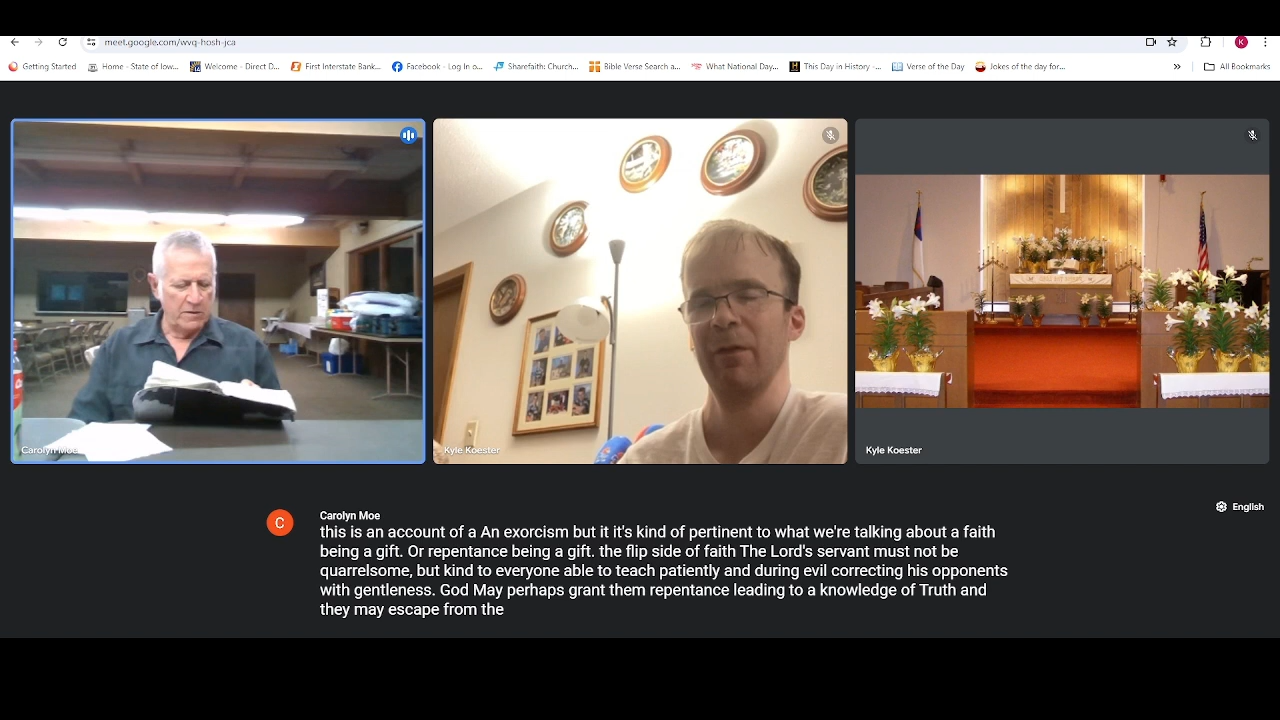 meet.google.com/wvq-hosh-jca
K
Getting Started
Home - State of Iow...
Welcome - Direct D...
First Interstate Bank...
Facebook - Log In o...
Sharefaith: Church...
Bible Verse Search a...
What National Day...
This Day in History -...
Verse of the Day
Jokes of the day for...
»
All Bookmarks
Carolyn Moe
Kyle Koester
Kyle Koester
English
C
Carolyn Moe
this is an account of a An exorcism but it it's kind of pertinent to what we're talking about a faith
being a gift. Or repentance being a gift. the flip side of faith The Lord's servant must not be
quarrelsome, but kind to everyone able to teach patiently and during evil correcting his opponents
with gentleness. God May perhaps grant them repentance leading to a knowledge of Truth and
they may escape from the